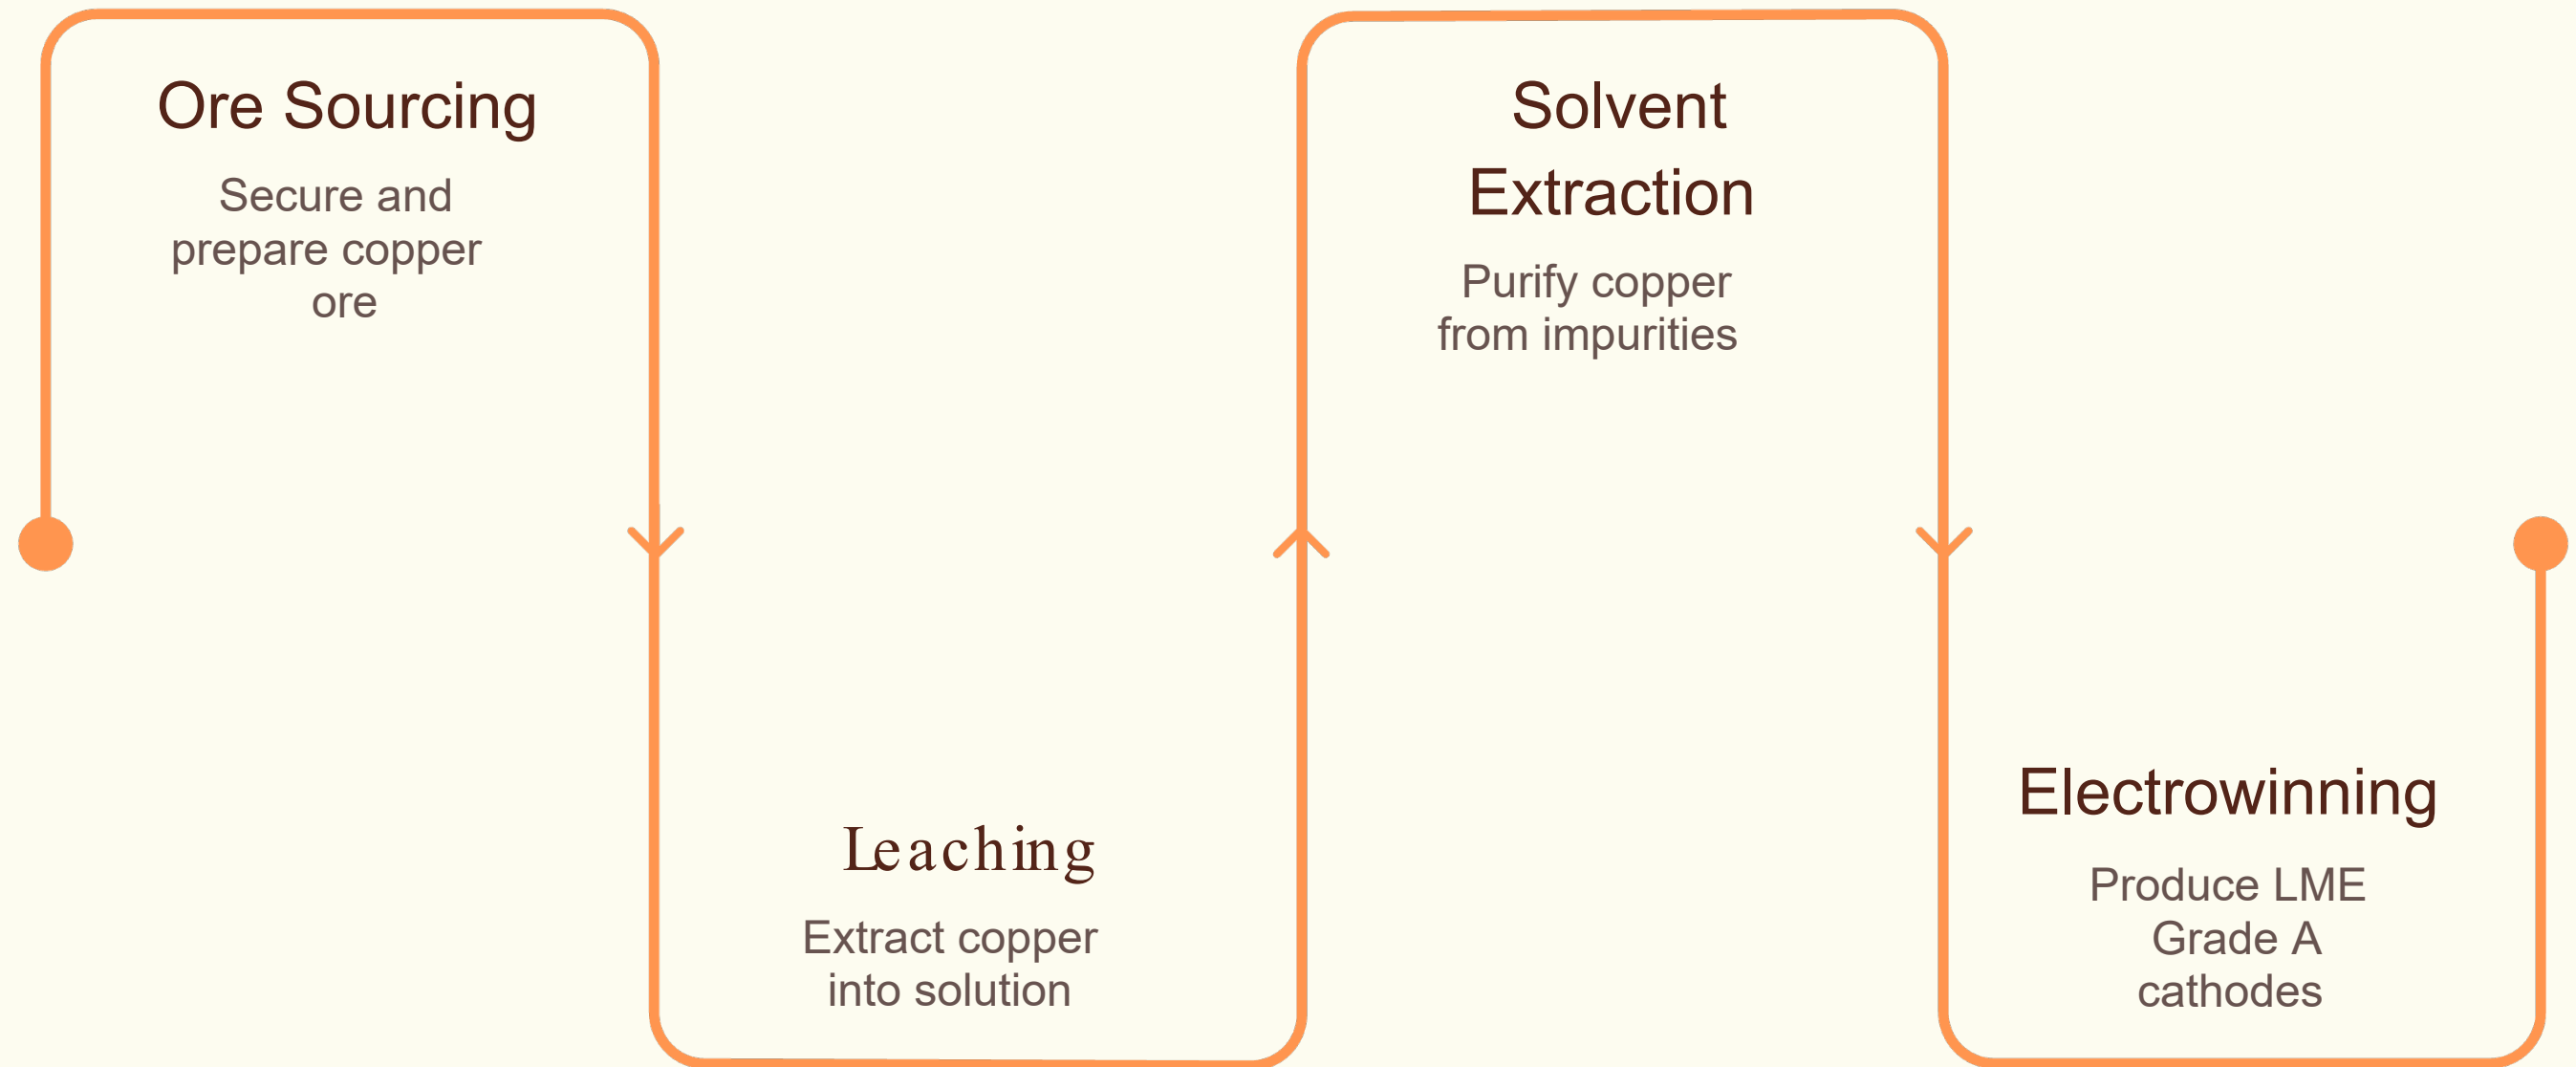 Ore Sourcing
Secure and
prepare copper
ore
Leaching
Extract copper
into solution
Solvent
Extraction
Purify copper
from impurities
Electrowinning
Produce LME
Grade A
cathodes